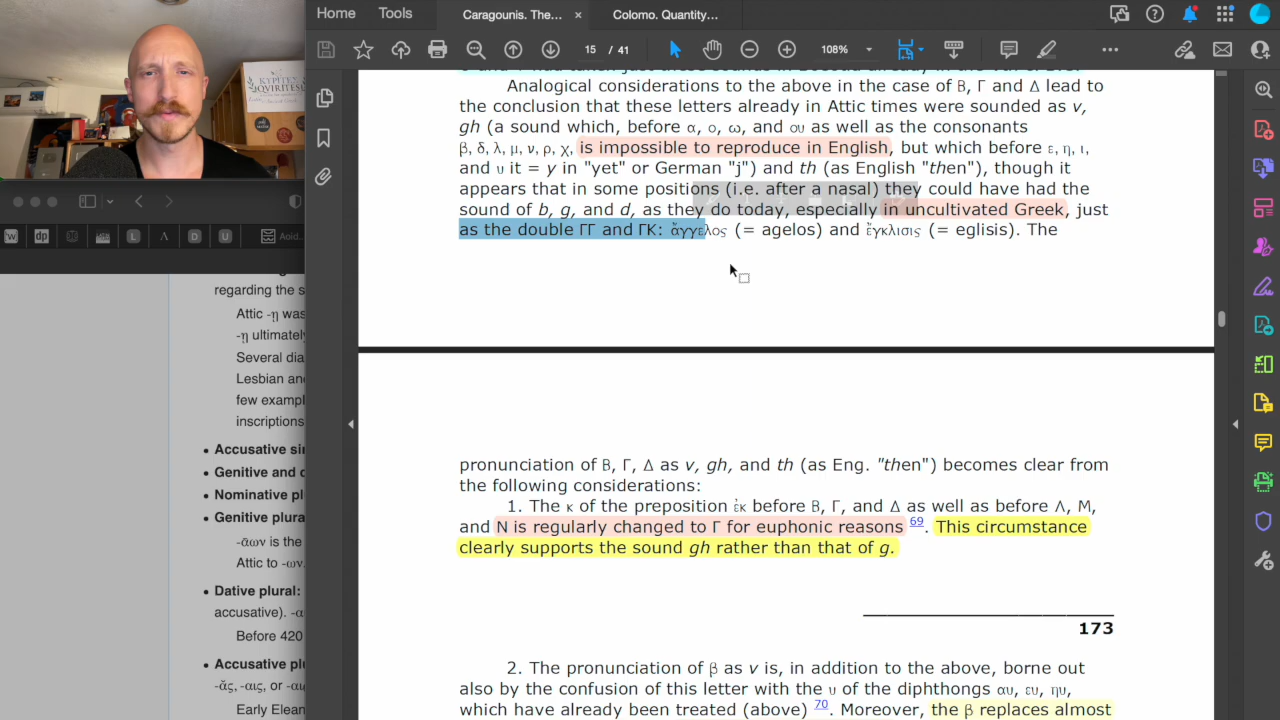 ΚΥΡΙΤΕС
QOVIRITES
Home
Tools
Caragounis. The... ×
Colomo. Quantity...
15 / 41
108%
W
dp
L
Λ
D
Aoid...
regarding the s
Attic -η was
-η ultimately
Several dia
Lesbian and
few example
inscriptions
• Accusative sin
• Genitive and d
• Nominative pl
• Genitive plura
-ᾱων is the
Attic to -ων.
• Dative plural:
accusative).
Before 420
• Accusative plu
-ᾰς, -αις, or -αι
Early Elean
Analogical considerations to the above in the case of Β, Γ and Δ lead to
the conclusion that these letters already in Attic times were sounded as v,
gh (a sound which, before α, ο, ω, and ου as well as the consonants
β, δ, λ, μ, ν, ρ, χ, is impossible to reproduce in English, but which before ε, η, ι,
and υ it = y in "yet" or German "j") and th (as English "then"), though it
appears that in some positions (i.e. after a nasal) they could have had the
sound of b, g, and d, as they do today, especially in uncultivated Greek, just
as the double ΓΓ and ΓΚ: ἄγγελος (= agelos) and ἔγκλισις (= eglisis). The
pronunciation of Β, Γ, Δ as v, gh, and th (as Eng. "then") becomes clear from
the following considerations:
1. The κ of the preposition ἐκ before Β, Γ, and Δ as well as before Λ, Μ,
and Ν is regularly changed to Γ for euphonic reasons 69. This circumstance
clearly supports the sound gh rather than that of g.
173
2. The pronunciation of β as v is, in addition to the above, borne out
also by the confusion of this letter with the υ of the diphthongs αυ, ευ, ηυ,
which have already been treated (above) 70. Moreover, the β replaces almost